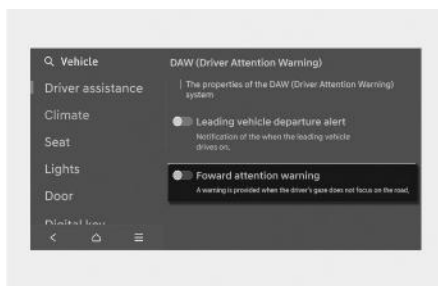 Vehicle
Driver assistance
Climate
Seat
Lights
Door
Digital key
DAW (Driver Attention Warning)
The properties of the DAW (Driver Attention Warning)
system
Leading vehicle departure alert
Notification of the when the leading vehicle
drives on.
Foward attention warning
A warning is provided when the driver's gaze does not focus on the road.